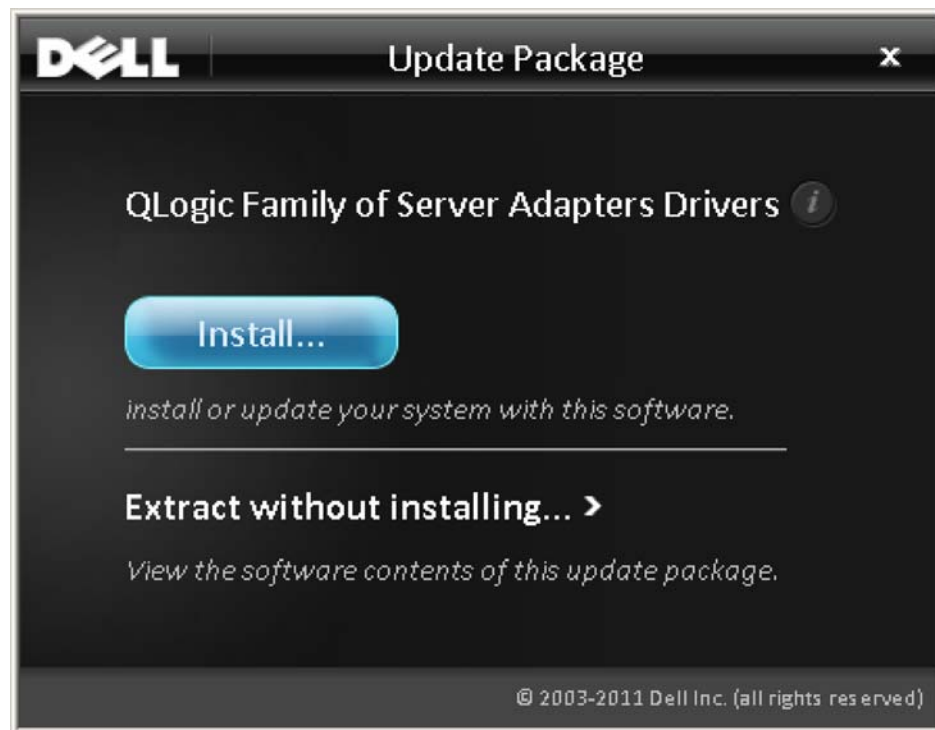 DELL
Update Package
x
QLogic Family of Server Adapters Drivers i
Install...
install or update your system with this software.
Extract without installing... >
View the software contents of this update package.
© 2003-2011 Dell Inc. (all rights reserved)